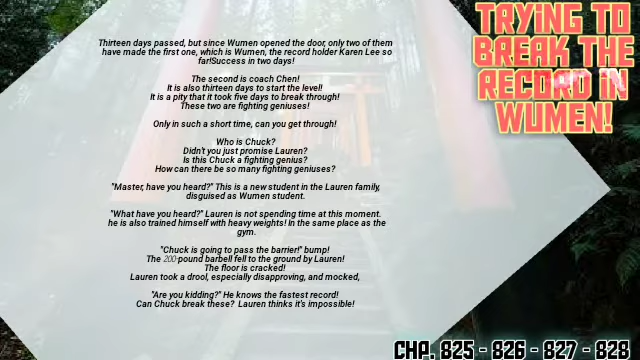 Thirteen days passed, but since Wumen opened the door, only two of them
have made the first one, which is Wumen, the record holder Karen Lee so
far!Success in two days!
The second is coach Chen!
It is also thirteen days to start the level!
It is a pity that it took five days to break through!
These two are fighting geniuses!
Only in such a short time, can you get through!
Who is Chuck?
Didn't you just promise Lauren?
Is this Chuck a fighting genius?
How can there be so many fighting geniuses?
"Master, have you heard?" This is a new student in the Lauren family,
disguised as Wumen student.
"What have you heard?" Lauren is not spending time at this moment.
he is also trained himself with heavy weights! In the same place as the
gym.
"Chuck is going to pass the barrier!" bump!
The 200-pound barbell fell to the ground by Lauren!
The floor is cracked!
Lauren took a drool, especially disapproving, and mocked,
"Are you kidding?" He knows the fastest record!
Can Chuck break these? Lauren thinks it's impossible!
TRYING TO
BREAK THE
RECORD IN
WUMEN!
CHP. 825 - 826 - 827 - 828